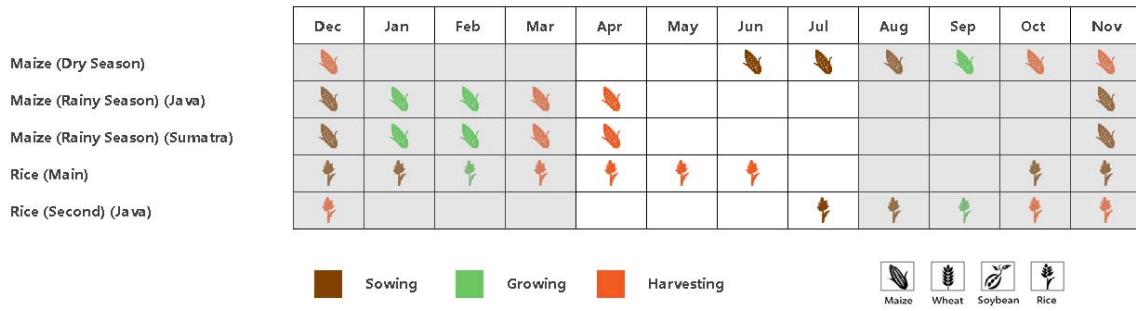 Dec Jan Feb Mar Apr May Jun Jul Aug Sep Oct Nov
Maize (Dry Season)
Maize (Rainy Season) (Java)
Maize (Rainy Season) (Sumatra)
Rice (Main)
Rice (Second) (Java)
Sowing Growing Harvesting
Maize Wheat Soybean Rice